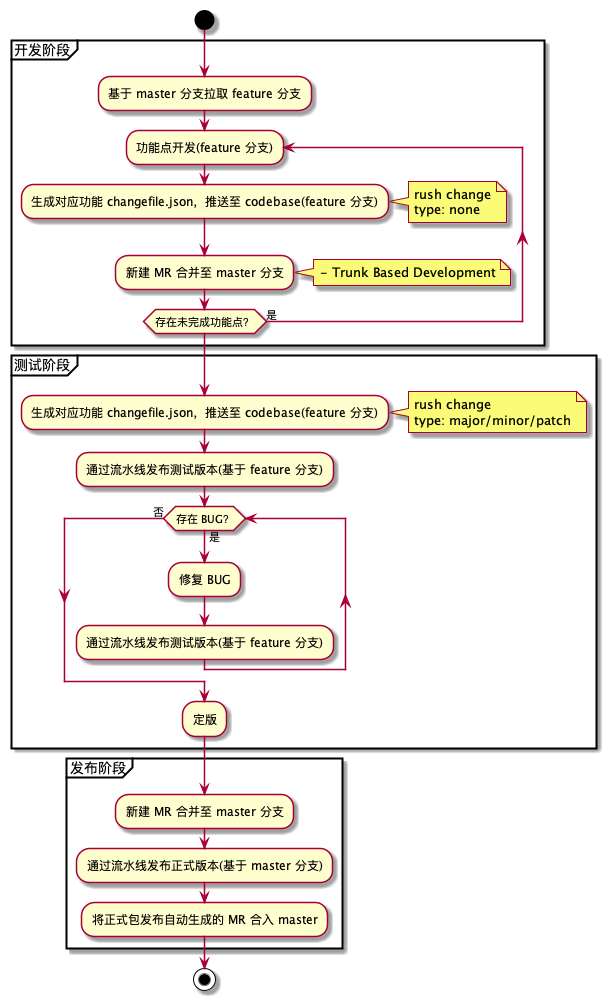 开发阶段
基于 master 分支拉取 feature 分支
功能点开发(feature 分支)
生成对应功能 changefile.json，推送至 codebase(feature 分支)
rush change
type: none
新建 MR 合并至 master 分支
- Trunk Based Development
存在未完成功能点？
是
测试阶段
生成对应功能 changefile.json，推送至 codebase(feature 分支)
rush change
type: major/minor/patch
通过流水线发布测试版本(基于 feature 分支)
否
存在 BUG？
是
修复 BUG
通过流水线发布测试版本(基于 feature 分支)
定版
发布阶段
新建 MR 合并至 master 分支
通过流水线发布正式版本(基于 master 分支)
将正式包发布自动生成的 MR 合入 master